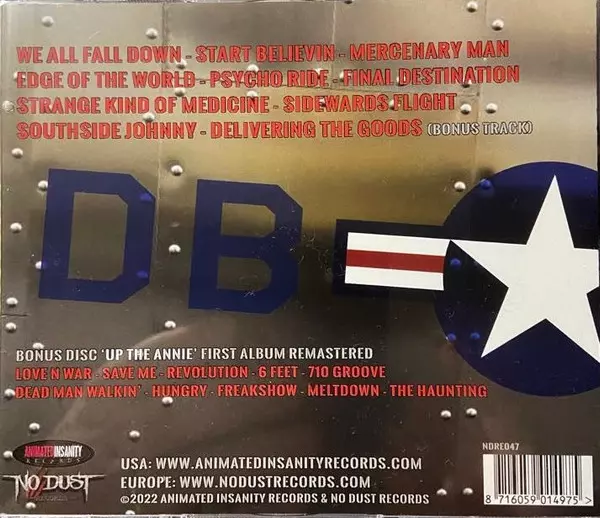 WE ALL FALL DOWN - START BELIEVIN - MERCENARY MAN
EDGE OF THE WORLD - PSYCHO RIDE - FINAL DESTINATION
STRANGE KIND OF MEDICINE - SIDEWARDS FLIGHT
SOUTHSIDE JOHNNY - DELIVERING THE GOODS (BONUS TRACK)
DB
BONUS DISC 'UP THE ANNIE' FIRST ALBUM REMASTERED
LOVE N WAR - SAVE ME - REVOLUTION - 6 FEET - 710 GROOVE
DEAD MAN WALKIN' - HUNGRY - FREAKSHOW - MELTDOWN - THE HAUNTING
ANIMATED INSANITY
RECORDS
NO DUST
RECORDS
USA: WWW.ANIMATEDINSANITYRECORDS.COM
EUROPE: WWW.NODUSTRECORDS.COM
©2022 ANIMATED INSANITY RECORDS & NO DUST RECORDS
NDRE047
8 716059 014975 >